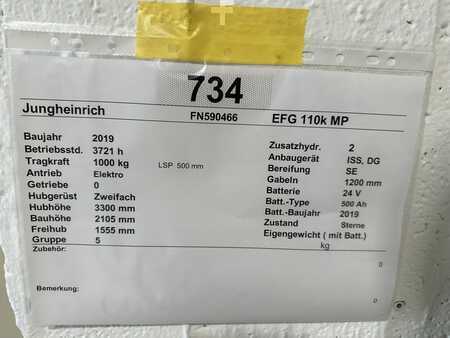 734
Jungheinrich FN590466 EFG 110k MP
Baujahr 2019
Betriebsstd. 3721 h
Tragkraft 1000 kg LSP 500 mm
Antrieb Elektro
Getriebe 0
Hubgerüst Zweifach
Hubhöhe 3300 mm
Bauhöhe 2105 mm
Freihub 1555 mm
Gruppe 5
Zubehör:
0
Bemerkung:
0
Zusatzhydr. 2
Anbaugerät ISS, DG
Bereifung SE
Gabeln 1200 mm
Batterie 24 V
Batt.-Type 500 Ah
Batt.-Baujahr 2019
Zustand Sterne
Eigengewicht ( mit Batt.)
kg